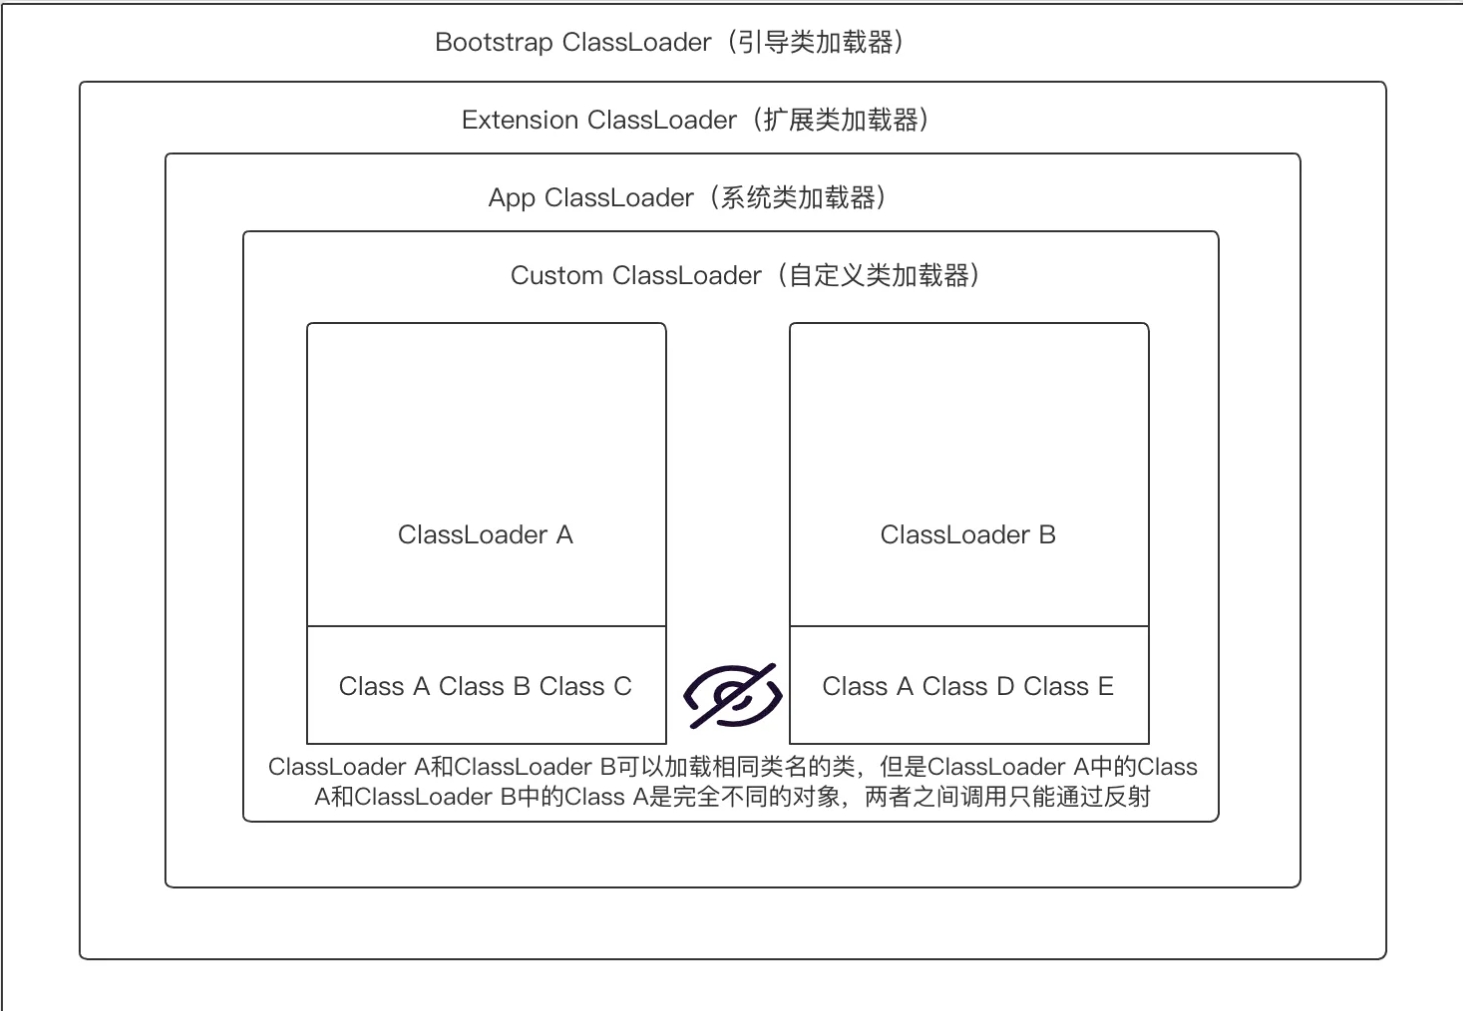 Bootstrap ClassLoader（引导类加载器）
Extension ClassLoader（扩展类加载器）
App ClassLoader（系统类加载器）
Custom ClassLoader（自定义类加载器）
ClassLoader A
ClassLoader B
Class A Class B Class C
Class A Class D Class E
ClassLoader A和ClassLoader B可以加载相同类名的类，但是ClassLoader A中的Class
A和ClassLoader B中的Class A是完全不同的对象，两者之间调用只能通过反射